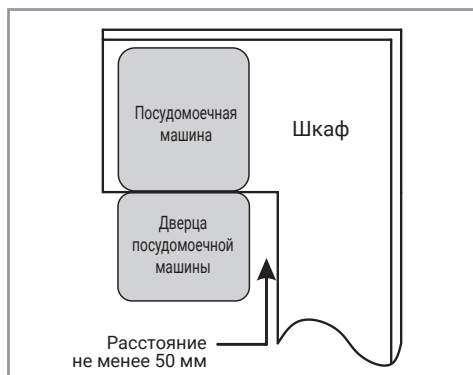 Посудомоечная
машина
Шкаф
Дверца
посудомоечной
машины
Расстояние
не менее 50 мм